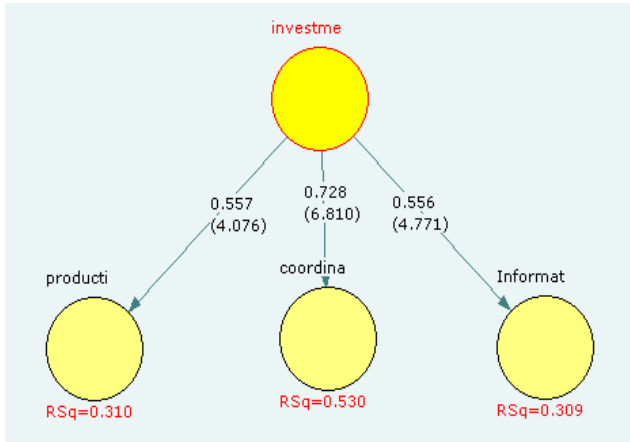 investme
0.557
(4.076)
0.728
(6.810)
0.556
(4.771)
producti
coordina
Informat
RSq=0.310
RSq=0.530
RSq=0.309